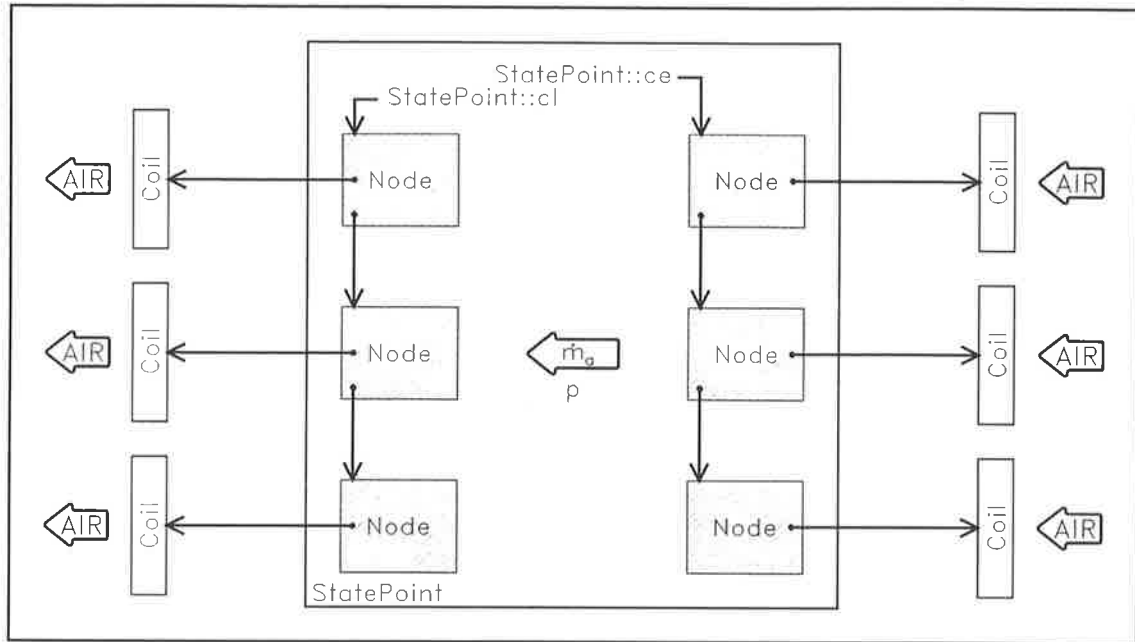 StatePoint::ce
StatePoint::cl
AIR
Coil
Node
Node
Coil
AIR
AIR
Coil
Node
ṁₐ
p
Node
Coil
AIR
AIR
Coil
Node
Node
Coil
AIR
StatePoint